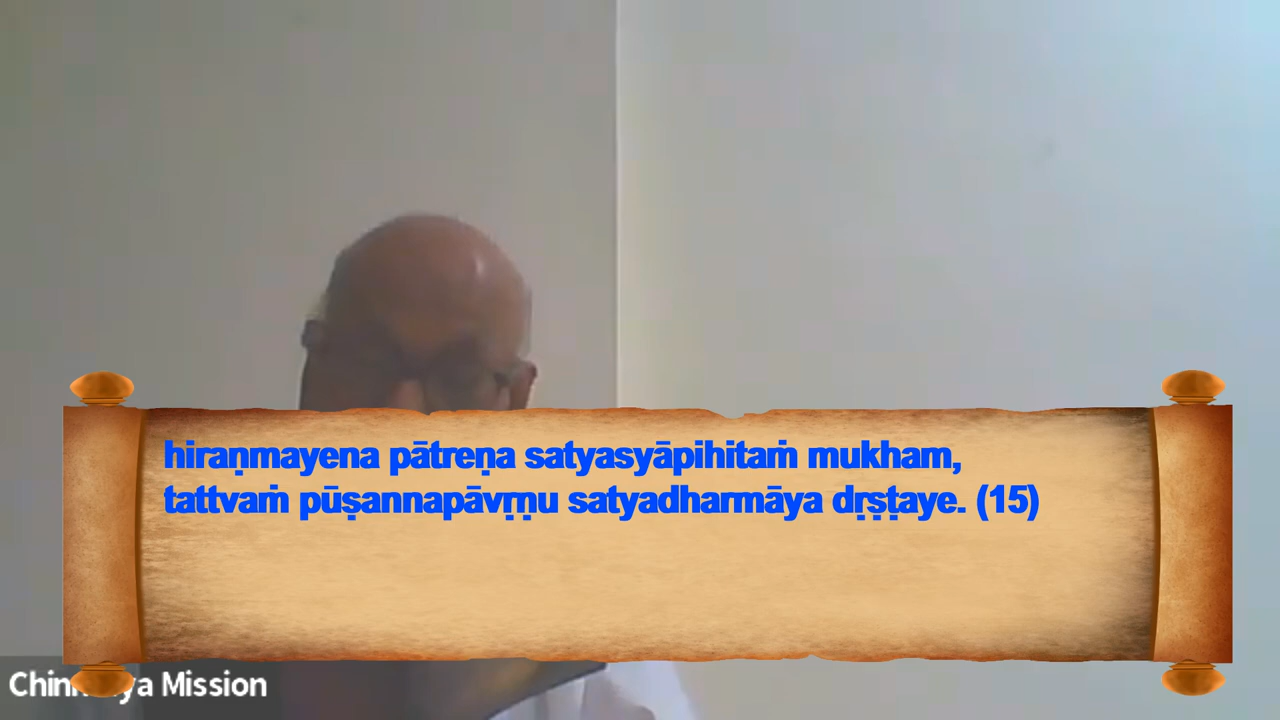 hiraṇmayena pātreṇa satyasyāpihitaṁ mukham,
tattvaṁ pūṣannapāvṛṇu satyadharmāya dṛṣṭaye. (15)
Mission